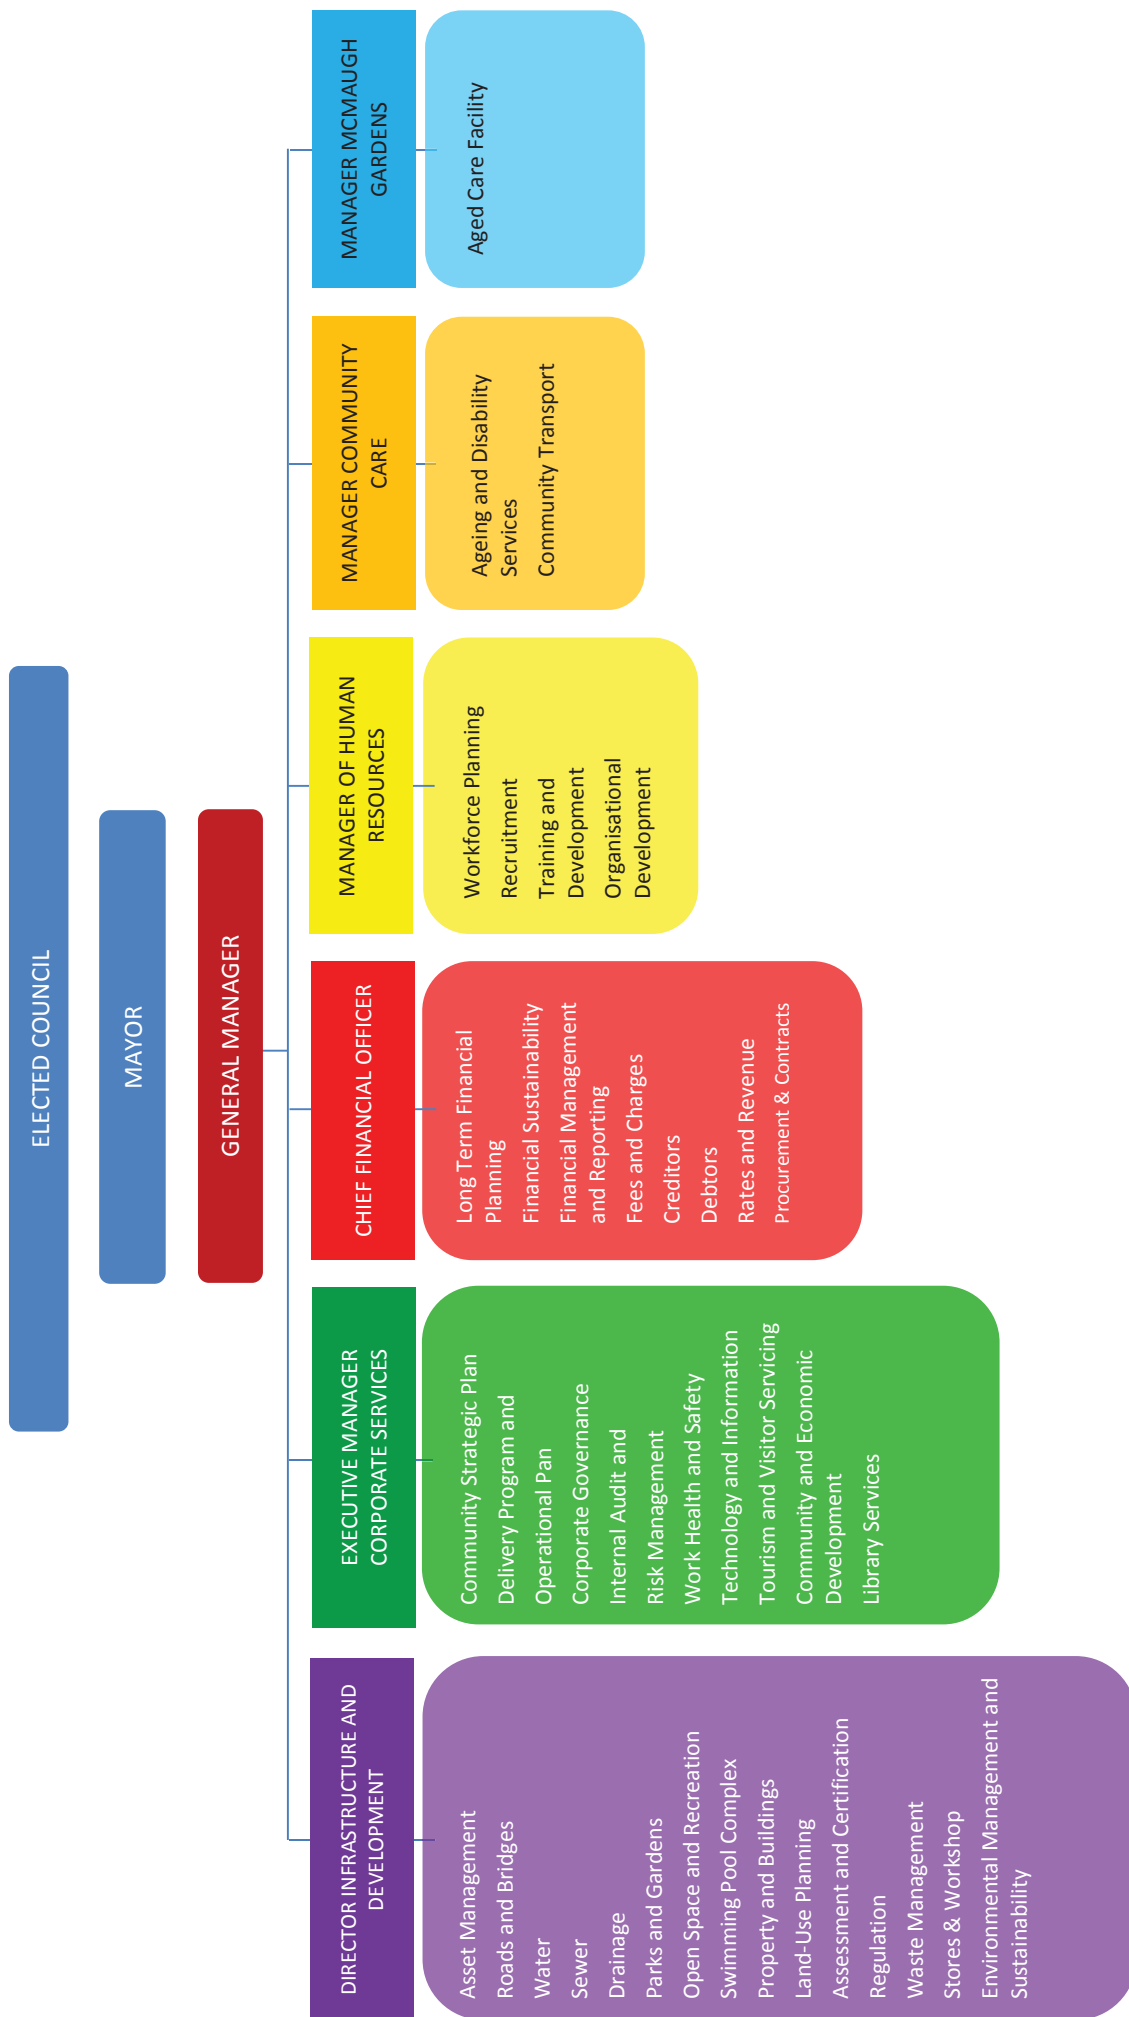 ELECTED COUNCIL
MAYOR
GENERAL MANAGER
DIRECTOR INFRASTRUCTURE AND
DEVELOPMENT
Asset Management
Roads and Bridges
Water
Sewer
Drainage
Parks and Gardens
Open Space and Recreation
Swimming Pool Complex
Property and Buildings
Land-Use Planning
Assessment and Certification
Regulation
Waste Management
Stores & Workshop
Environmental Management and
Sustainability
EXECUTIVE MANAGER
CORPORATE SERVICES
Community Strategic Plan
Delivery Program and
Operational Pan
Corporate Governance
Internal Audit and
Risk Management
Work Health and Safety
Technology and Information
Tourism and Visitor Servicing
Community and Economic
Development
Library Services
CHIEF FINANCIAL OFFICER
Long Term Financial
Planning
Financial Sustainability
Financial Management
and Reporting
Fees and Charges
Creditors
Debtors
Rates and Revenue
Procurement & Contracts
MANAGER OF HUMAN
RESOURCES
Workforce Planning
Recruitment
Training and
Development
Organisational
Development
MANAGER COMMUNITY
CARE
Ageing and Disability
Services
Community Transport
MANAGER MCMAUGH
GARDENS
Aged Care Facility